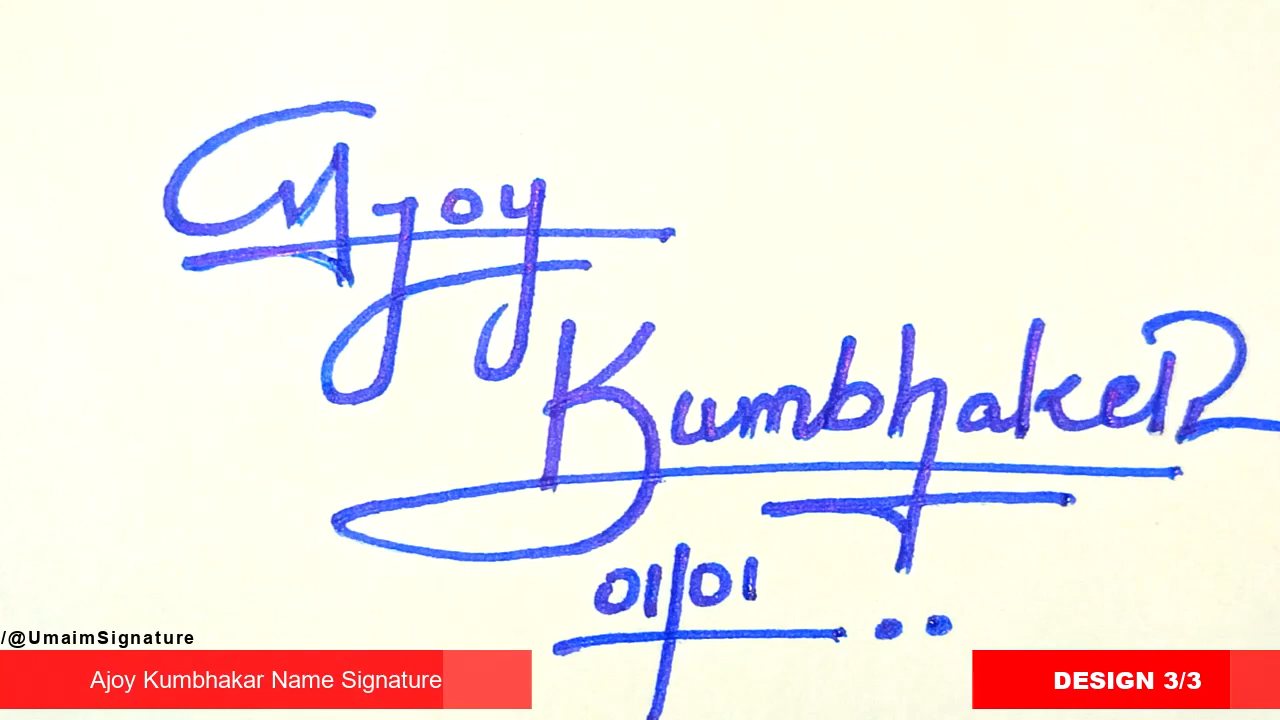 Ajoy
Kumbhaker
01/01
/@UmaimSignature
Ajoy Kumbhakar Name Signature
DESIGN 3/3